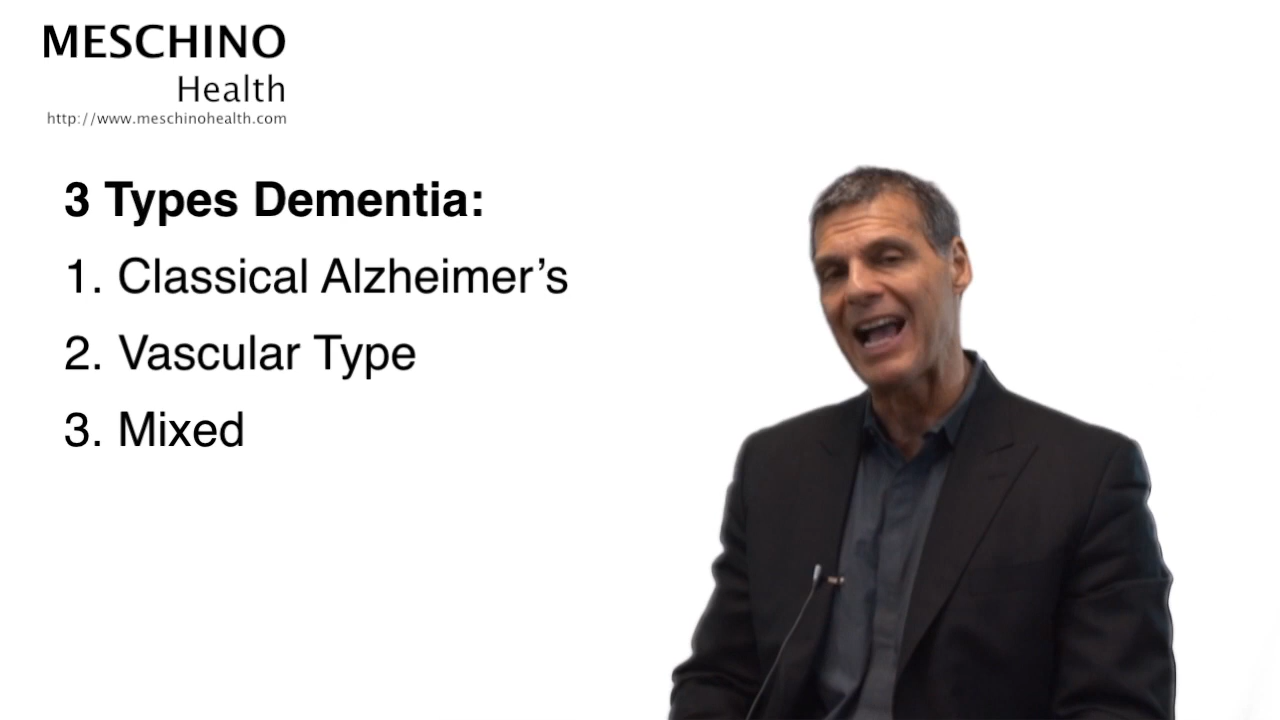 MESCHINO
Health
http://www.meschinohealth.com
3 Types Dementia:
1. Classical Alzheimer’s
2. Vascular Type
3. Mixed